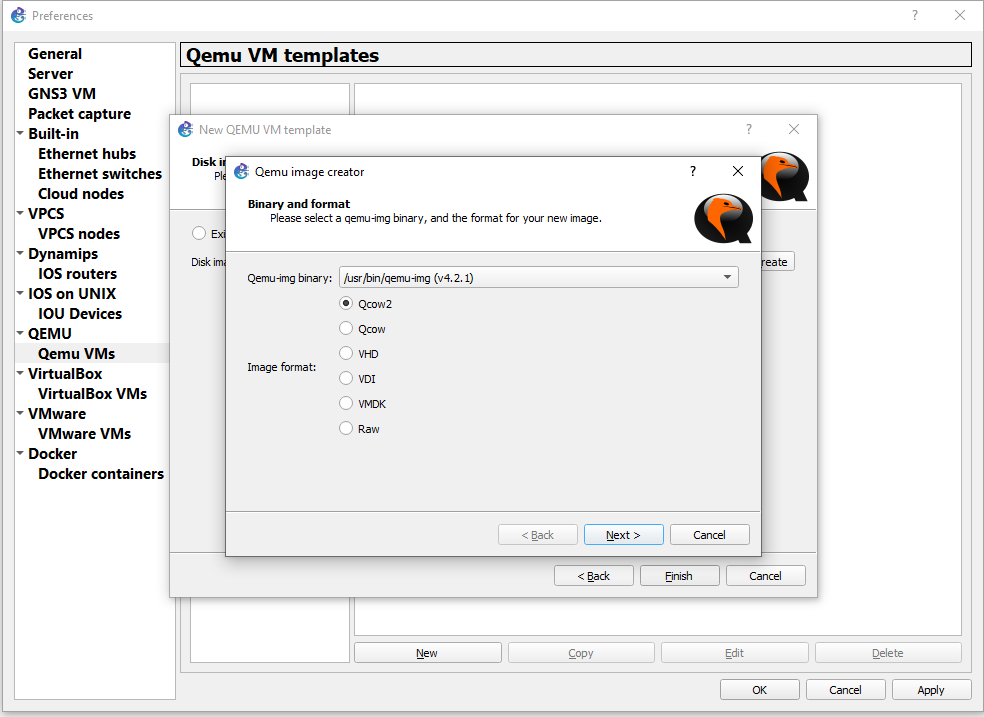 Preferences
?
General
Server
GNS3 VM
Packet capture
Built-in
Ethernet hubs
Ethernet switches
Cloud nodes
VPCS
VPCS nodes
Dynamips
IOS routers
IOS on UNIX
IOU Devices
QEMU
Qemu VMs
VirtualBox
VirtualBox VMs
VMware
VMware VMs
Docker
Docker containers
Qemu VM templates
New QEMU VM template
?
Disk i
Ple
Exi
Disk ima
reate
Qemu image creator
?
Binary and format
Please select a qemu-img binary, and the format for your new image.
Qemu-img binary: /usr/bin/qemu-img (v4.2.1)
Image format:
Qcow2
Qcow
VHD
VDI
VMDK
Raw
< Back Next > Cancel
< Back Finish Cancel
New Copy Edit Delete
OK Cancel Apply